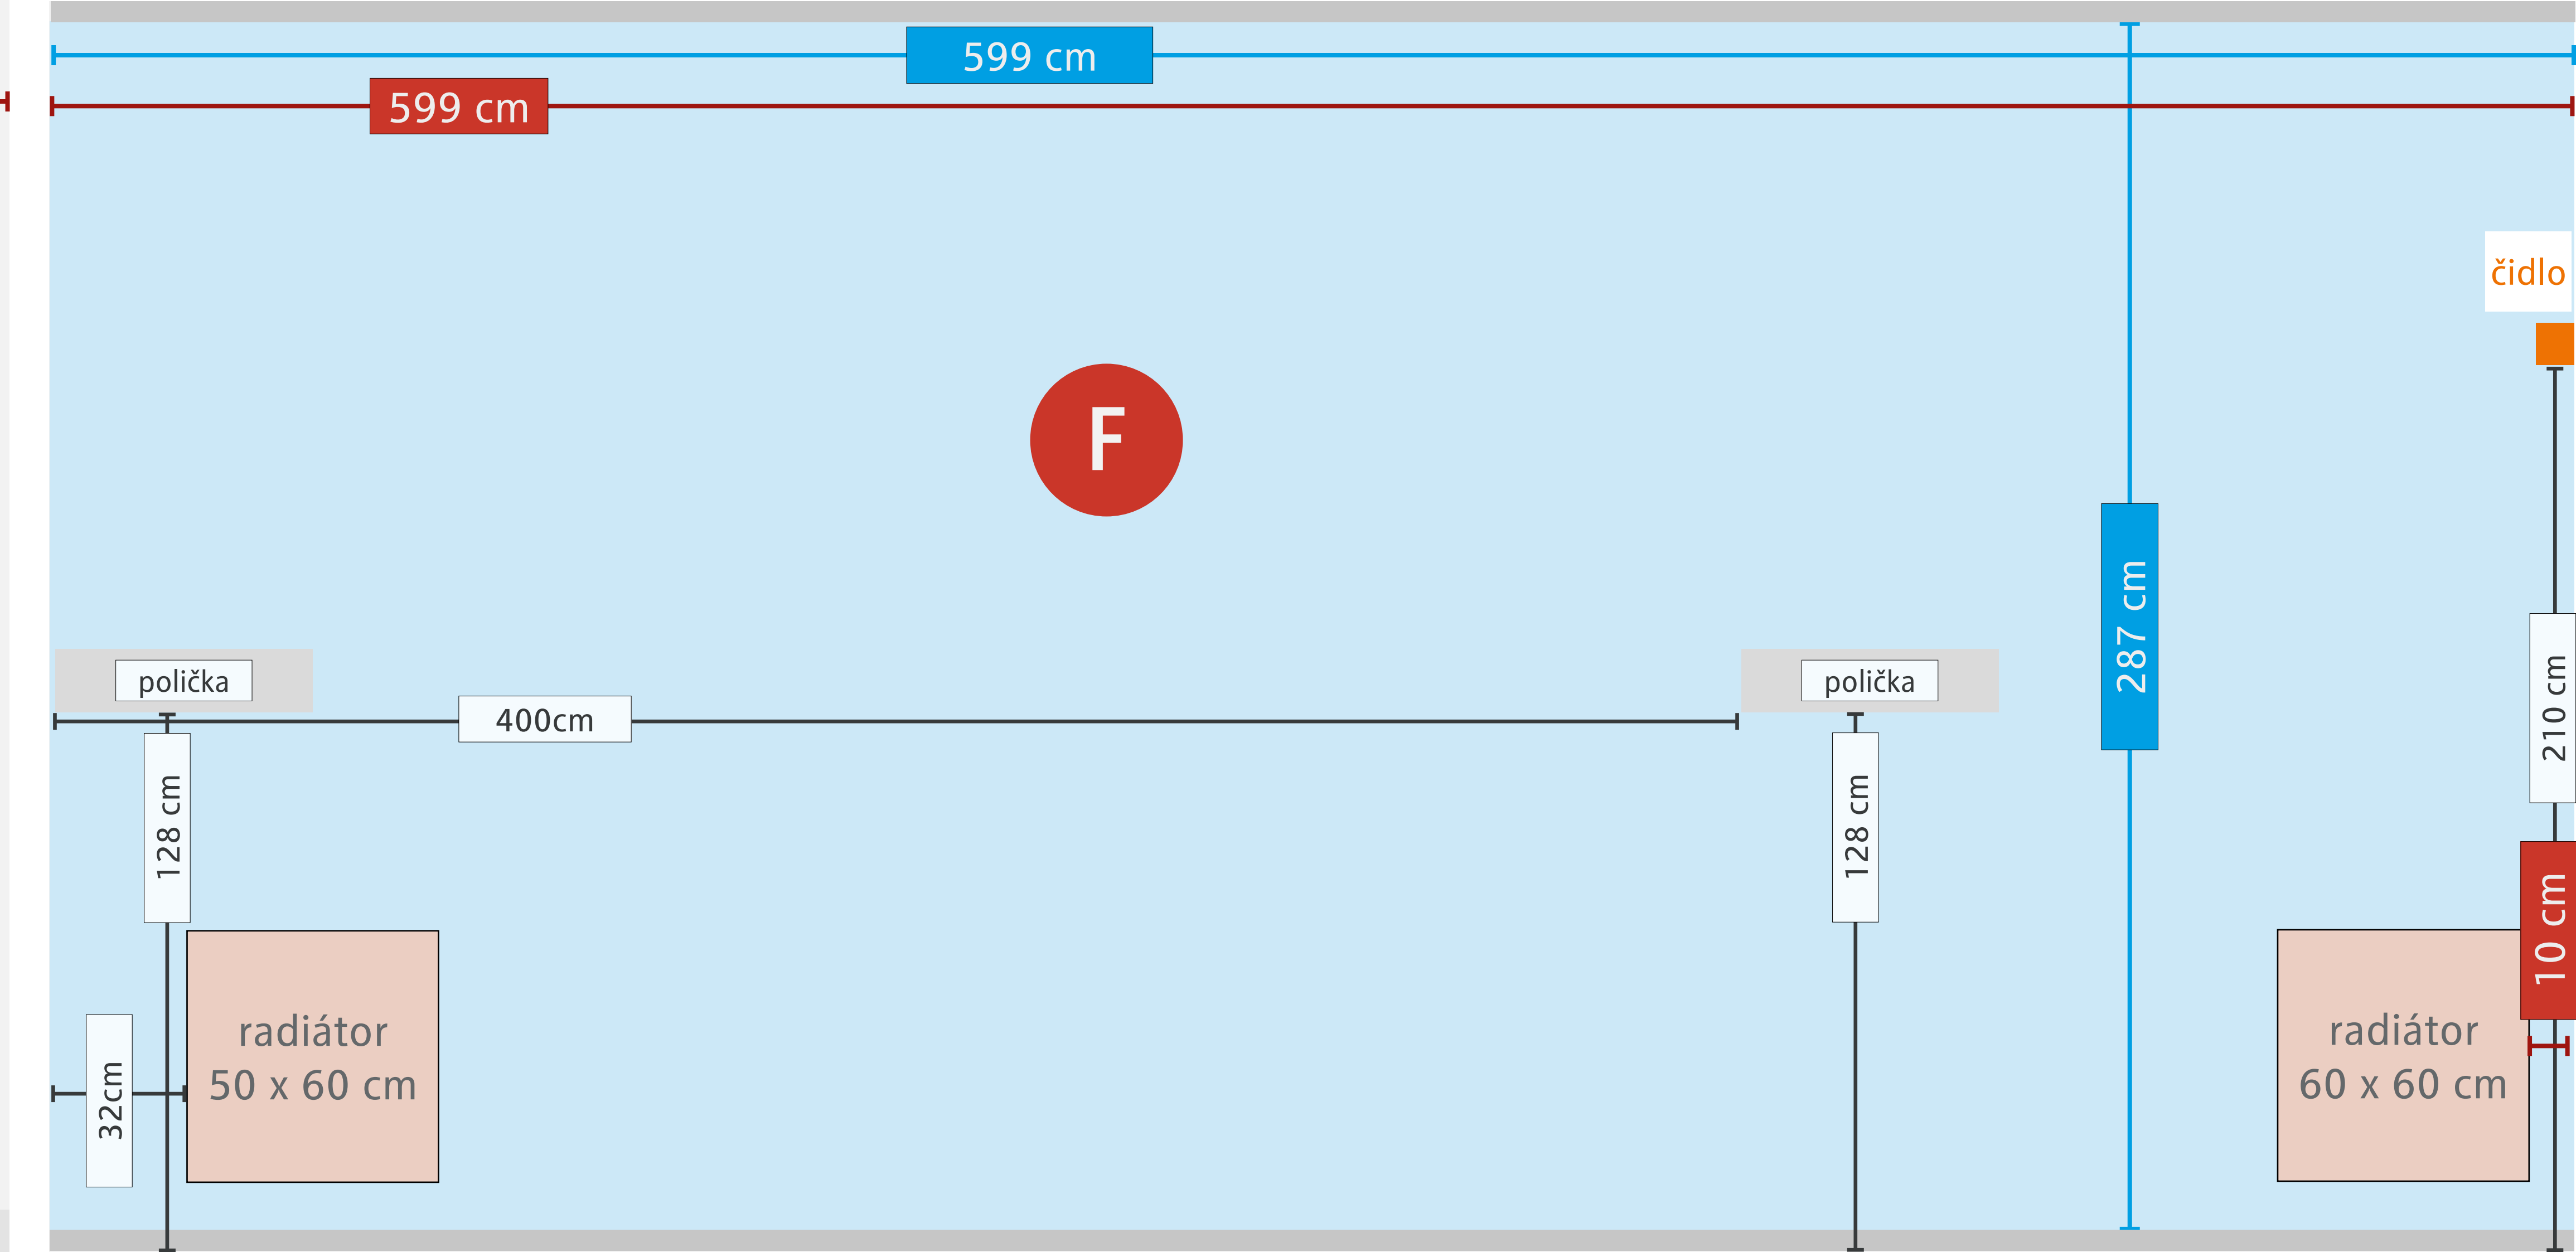 599 cm
599 cm
čidlo
F
287 cm
polička
polička
400cm
210 cm
128 cm
128 cm
10 cm
radiátor
50 x 60 cm
radiátor
60 x 60 cm
32cm